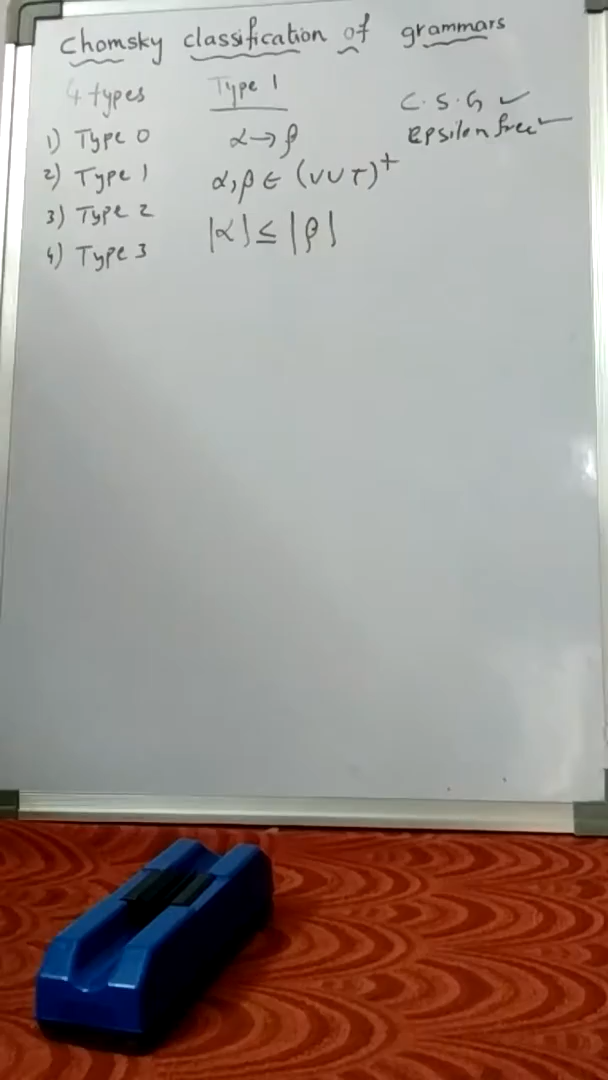 Chomsky classification of grammars
4 types
1) Type 0
2) Type 1
3) Type 2
4) Type 3
Type 1
α→β
α,β ∈ (VUT)⁺
|α| ≤ |β|
C.S.G ✓
Epsilon free ✓